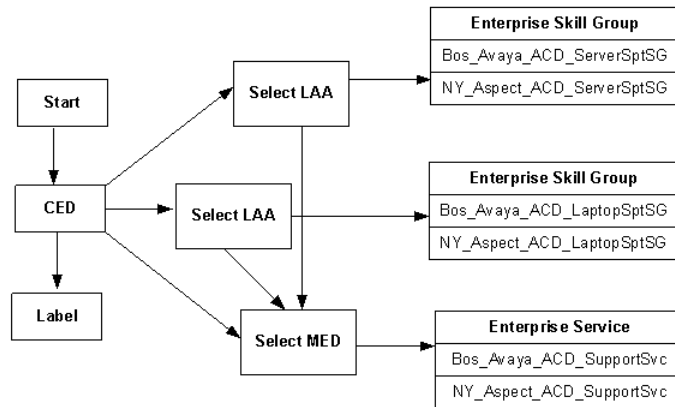 Enterprise Skill Group
Bos_Avaya_ACD_ServerSptSG
NY_Aspect_ACD_ServerSptSG
Start
Select LAA
Enterprise Skill Group
Bos_Avaya_ACD_LaptopSptSG
NY_Aspect_ACD_LaptopSptSG
CED
Select LAA
Label
Select MED
Enterprise Service
Bos_Avaya_ACD_SupportSvc
NY_Aspect_ACD_SupportSvc